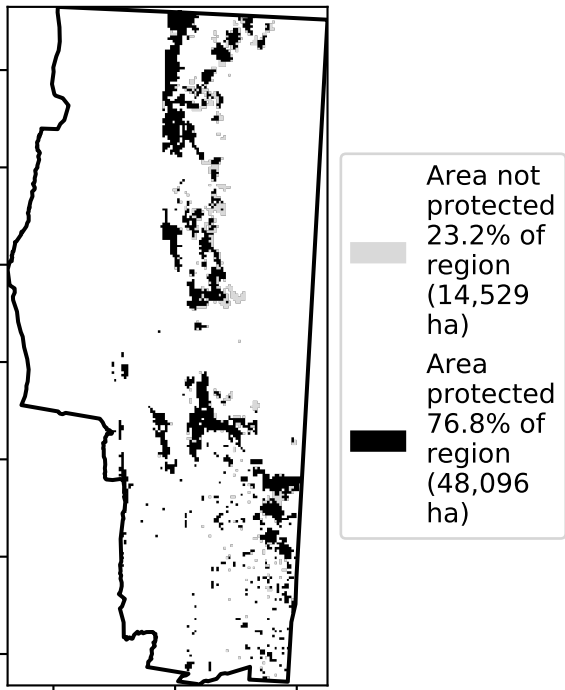 Area not
protected
23.2% of
region
(14,529
ha)
Area
protected
76.8% of
region
(48,096
ha)